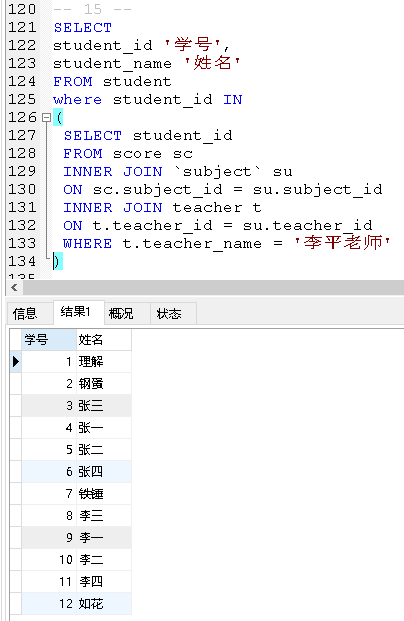 120 -- 15 --
121 SELECT
122 student_id '学号',
123 student_name '姓名'
124 FROM student
125 where student_id IN
126 (
127 SELECT student_id
128 FROM score sc
129 INNER JOIN `subject` su
130 ON sc.subject_id = su.subject_id
131 INNER JOIN teacher t
132 ON t.teacher_id = su.teacher_id
133 WHERE t.teacher_name = '李平老师'
134 )
135
信息 结果1 概况 状态
学号 姓名
1 理解
2 钢蛋
3 张三
4 张一
5 张二
6 张四
7 铁锤
8 李三
9 李一
10 李二
11 李四
12 如花